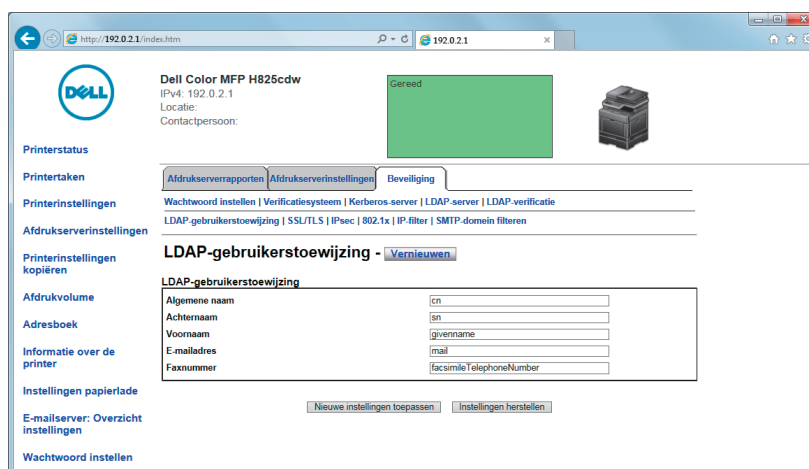 http://192.0.2.1/index.htm
192.0.2.1
DELL
Dell Color MFP H825cdw
IPv4: 192.0.2.1
Locatie:
Contactpersoon:
Gereed
Printerstatus
Printertaken
Printerinstellingen
Afdrukserverinstellingen
Printerinstellingen
kopiëren
Afdrukvolume
Adresboek
Informatie over de
printer
Instellingen papierlade
E-mailserver: Overzicht
instellingen
Wachtwoord instellen
Afdrukserverrapporten Afdrukserverinstellingen Beveiliging
Wachtwoord instellen | Verificatiesysteem | Kerberos-server | LDAP-server | LDAP-verificatie
LDAP-gebruikerstoewijzing | SSL/TLS | IPsec | 802.1x | IP-filter | SMTP-domein filteren
LDAP-gebruikerstoewijzing - Vernieuwen
LDAP-gebruikerstoewijzing
Algemene naam cn
Achternaam sn
Voornaam givenname
E-mailadres mail
Faxnummer facsimileTelephoneNumber
Nieuwe instellingen toepassen Instellingen herstellen